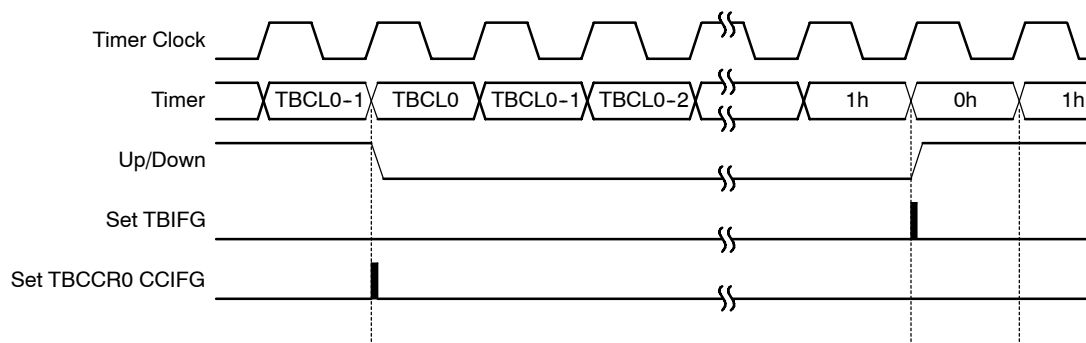 Timer Clock
Timer TBCL0-1 TBCL0 TBCL0-1 TBCL0-2 1h 0h 1h
Up/Down
Set TBIFG
Set TBCCR0 CCIFG